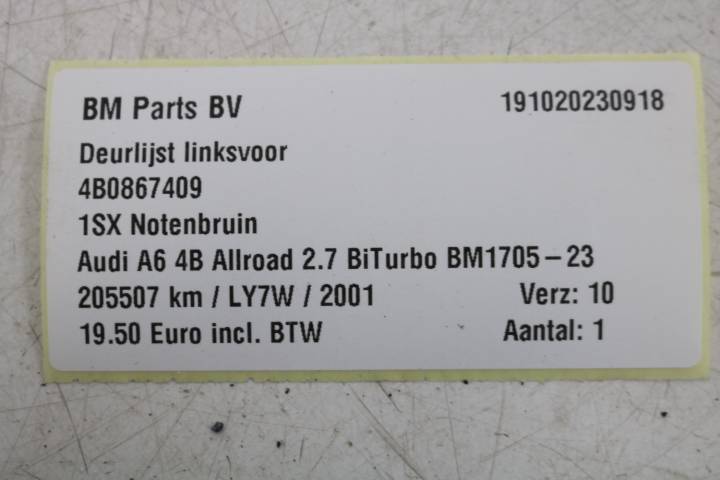 BM Parts BV 191020230918
Deurlijst linksvoor
4B0867409
1SX Notenbruin
Audi A6 4B Allroad 2.7 BiTurbo BM1705-23
205507 km / LY7W / 2001 Verz: 10
19.50 Euro incl. BTW Aantal: 1